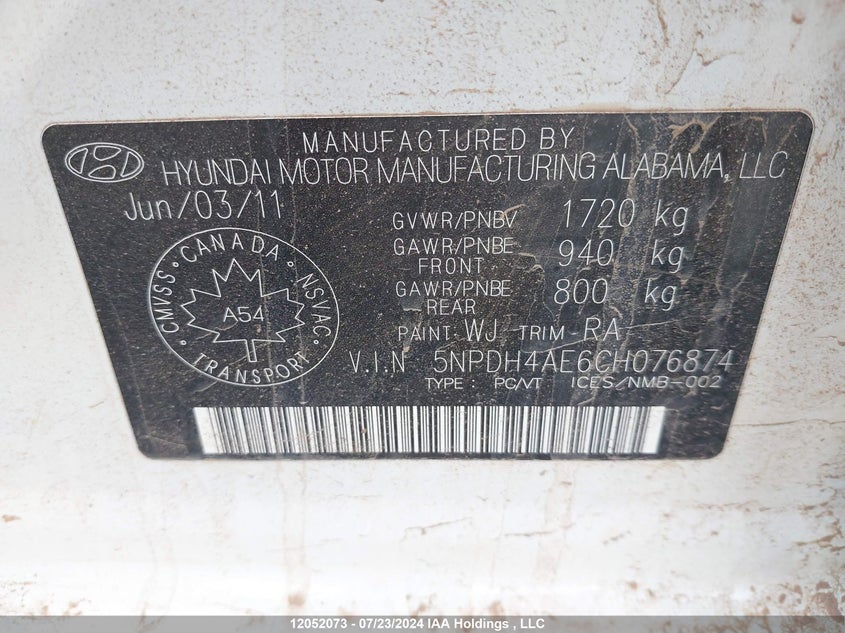 MANUFACTURED BY
HYUNDAI MOTOR MANUFACTURING ALABAMA, LLC
Jun/03/11
GVWR/PNBV 1720 kg
GAWR/PNBE FRONT 940 kg
GAWR/PNBE REAR 800 kg
PAINT WJ TRIM RA
CANADA
CMVSS NSVAC
A54
TRANSPORT
V.I.N 5NPDH4AE6CH076874
TYPE : PC/VT ICES/NMB-002
12052073 - 07/23/2024 IAA Holdings , LLC